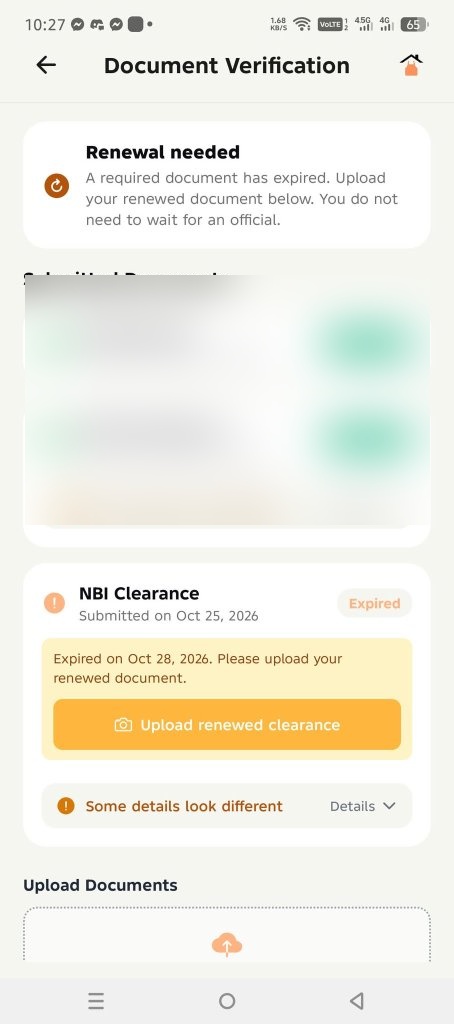 10:27
1.68 KB/S VoLTE 1 2 4.5G 4G 65
Document Verification
Renewal needed
A required document has expired. Upload
your renewed document below. You do not
need to wait for an official.
NBI Clearance
Submitted on Oct 25, 2026
Expired
Expired on Oct 28, 2026. Please upload your
renewed document.
Upload renewed clearance
Some details look different
Details
Upload Documents